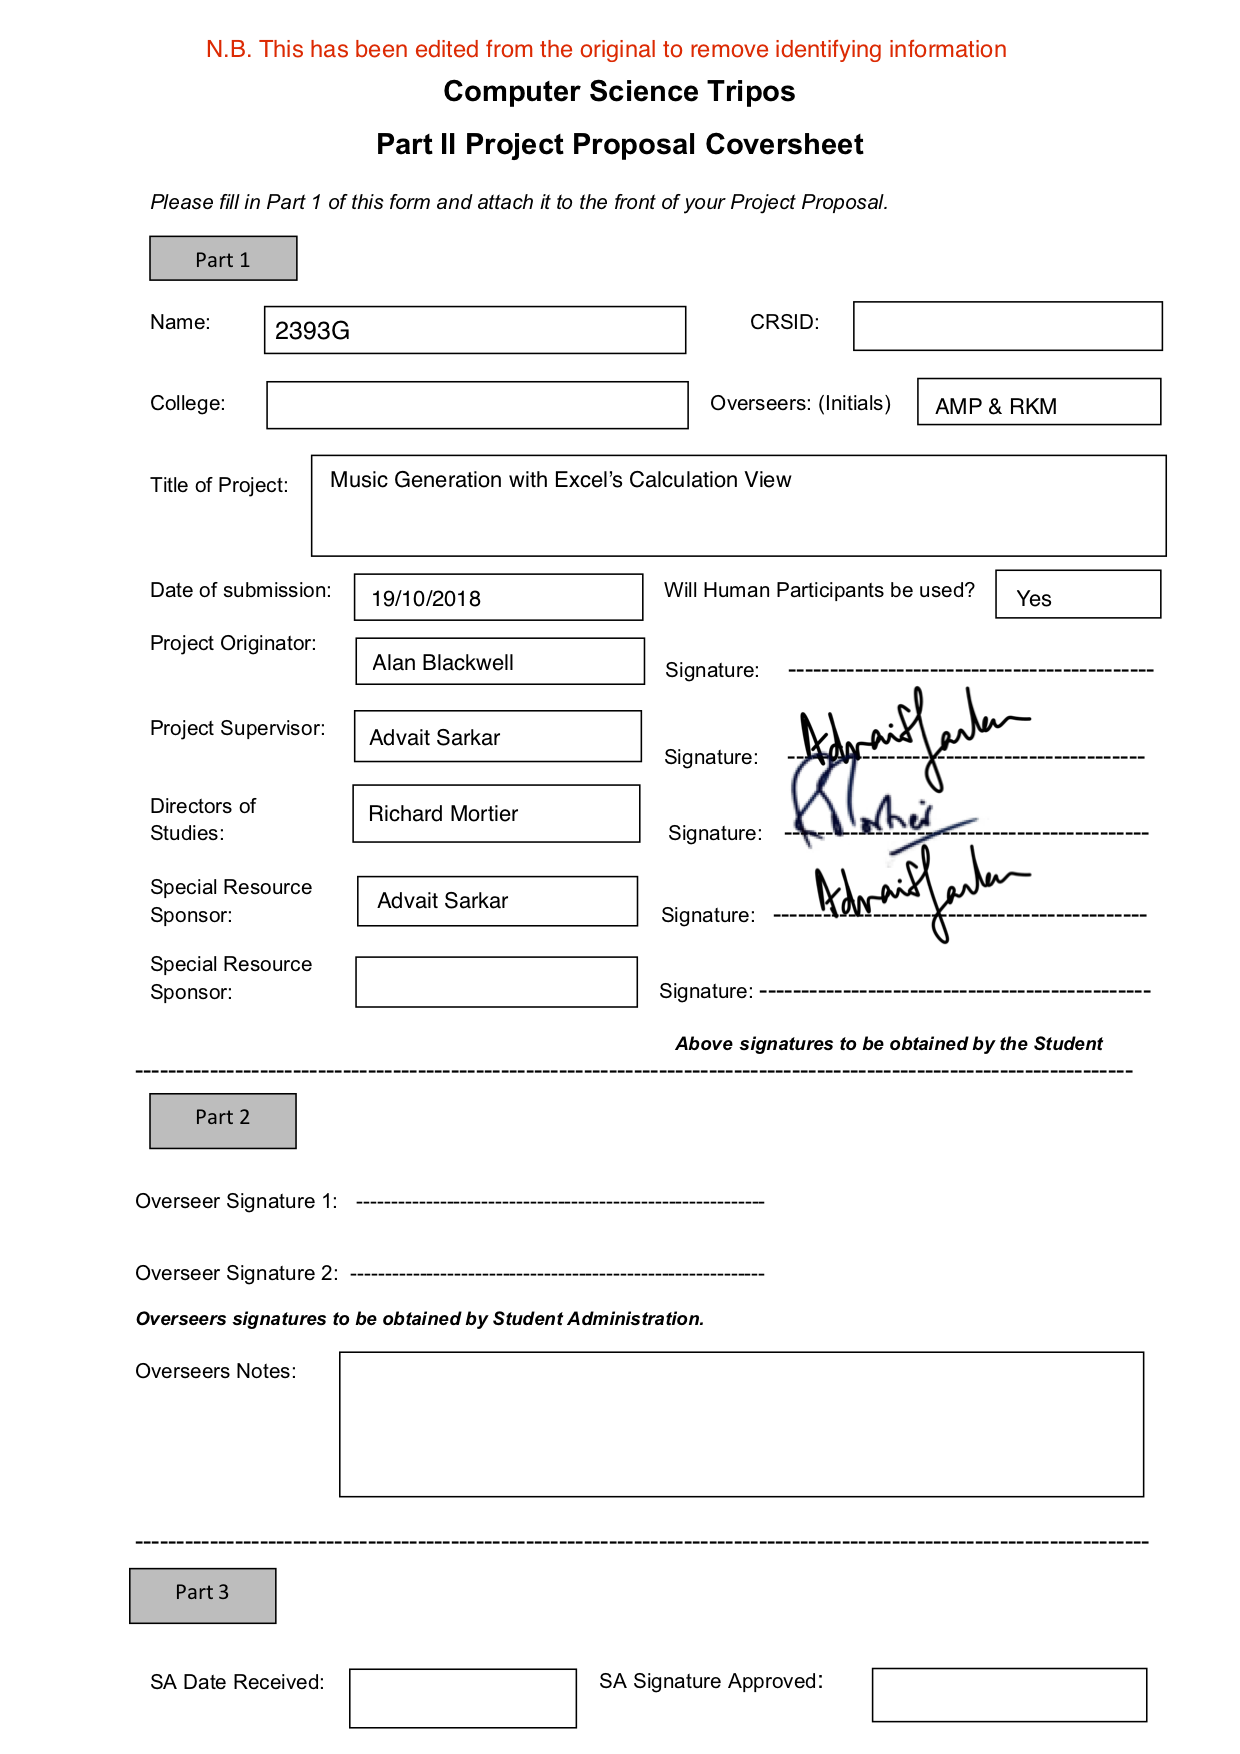 N.B. This has been edited from the original to remove identifying information
Computer Science Tripos
Part II Project Proposal Coversheet
Please fill in Part 1 of this form and attach it to the front of your Project Proposal.
Part 1
Name: 2393G CRSID:
College: Overseers: (Initials) AMP & RKM
Title of Project: Music Generation with Excel's Calculation View
Date of submission: 19/10/2018 Will Human Participants be used? Yes
Project Originator: Alan Blackwell Signature: --------------------------------------------
Project Supervisor: Advait Sarkar Signature: Advait Sarkar
Directors of
Studies: Richard Mortier Signature: R Mortier
Special Resource
Sponsor: Advait Sarkar Signature: Advait Sarkar
Special Resource
Sponsor: Signature: -----------------------------------------------
Above signatures to be obtained by the Student
Part 2
Overseer Signature 1: ----------------------------------------------------------
Overseer Signature 2: -----------------------------------------------------------
Overseers signatures to be obtained by Student Administration.
Overseers Notes:
Part 3
SA Date Received: SA Signature Approved: